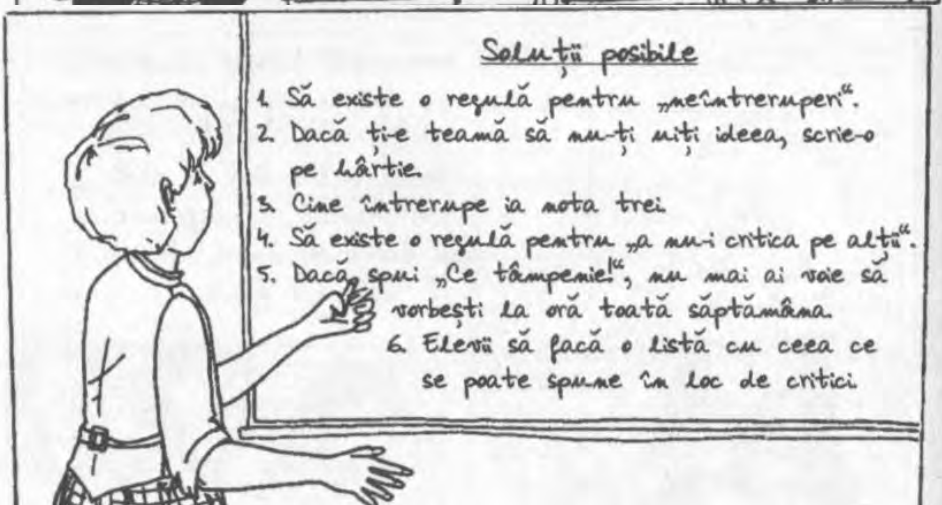 Soluții posibile
1. Să existe o regulă pentru „neîntreruperi“.
2. Dacă ți-e teamă să nu-ți uiți ideea, scrie-o
pe hârtie.
3. Cine întrerupe ia nota trei.
4. Să existe o regulă pentru „a nu-i critica pe alții“.
5. Dacă spui „Ce tâmpenie!“, nu mai ai voie să
vorbești la oră toată săptămâna.
6. Elevii să facă o listă cu ceea ce
se poate spune în loc de critici.